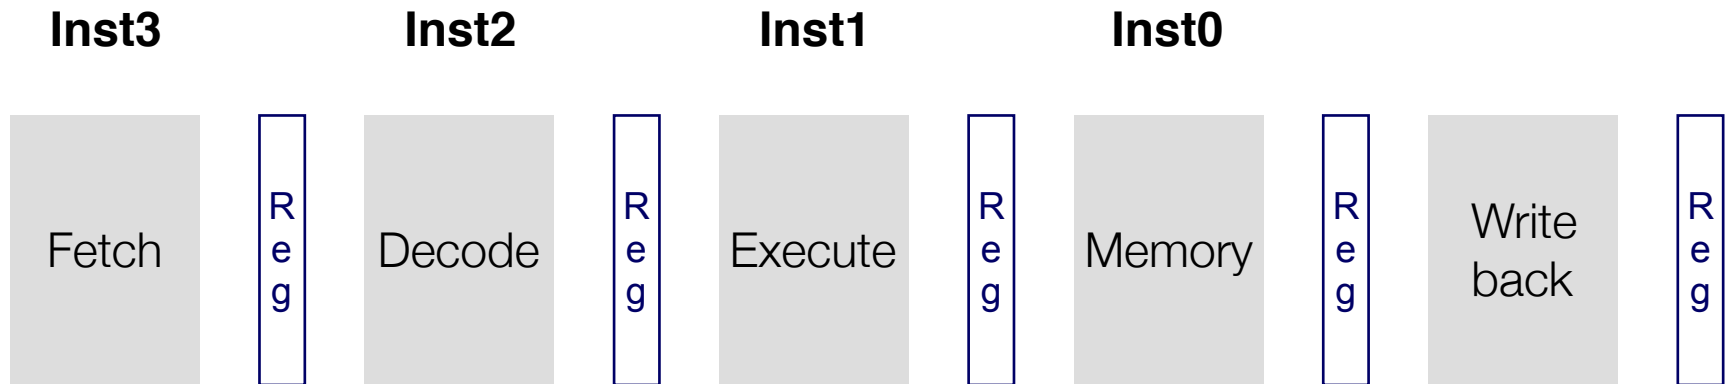 Inst3 Inst2 Inst1 Inst0
Fetch
R
e
g
Decode
R
e
g
Execute
R
e
g
Memory
R
e
g
Write
back
R
e
g